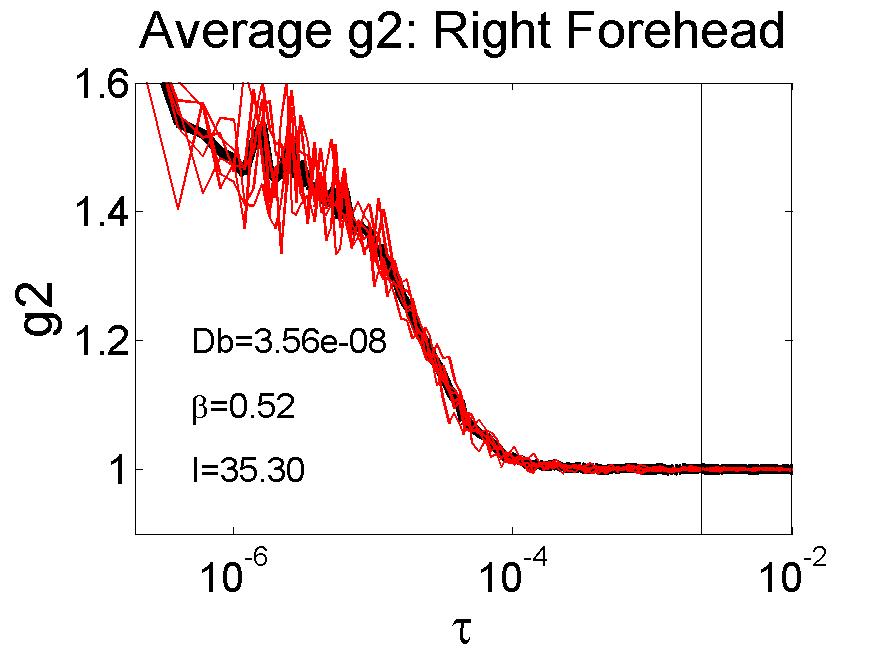 Average g2: Right Forehead
1.6
1.4
1.2
1
g2
Db=3.56e-08
β=0.52
I=35.30
10^-6
10^-4
10^-2
τ